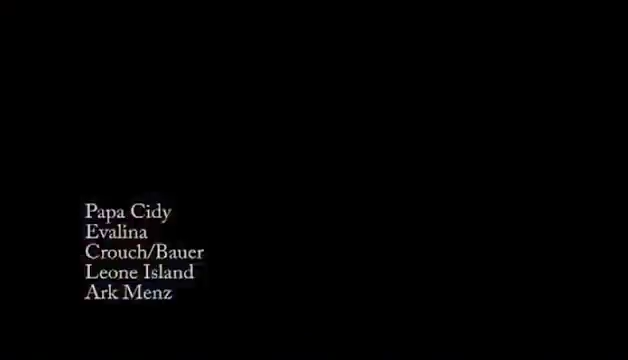 Papa Cidy
Evalina
Crouch/Bauer
Leone Island
Ark Menz